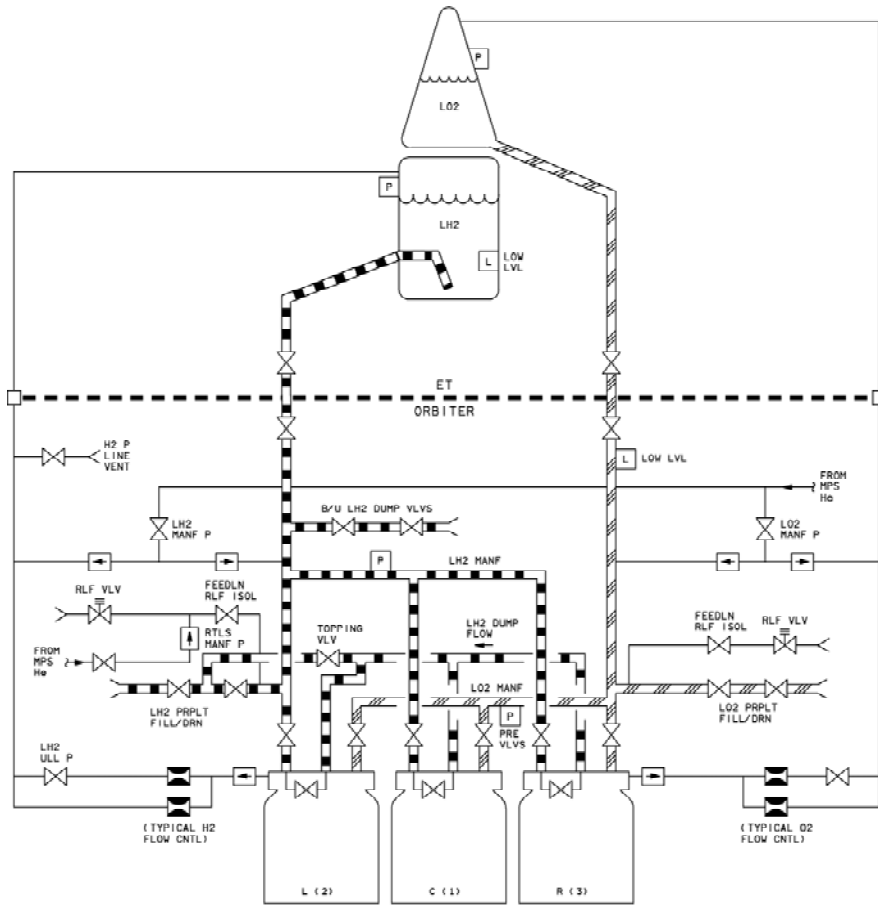 P
LO2
P
LH2
L
LOW
LVL
ET
ORBITER
H2 P
LINE
VENT
L
LOW LVL
FROM
MPS
He
LH2
MANF P
B/U LH2 DUMP VLVS
LO2
MANF P
P
LH2 MANF
RLF VLV
FEEDLN
RLF ISOL
TOPPING
VLV
LH2 DUMP
FLOW
FEEDLN
RLF ISOL
RLF VLV
RTLS
MANF P
FROM
MPS
He
LO2 MANF
LH2 PRPLT
FILL/DRN
P
PRE
VLVS
LO2 PRPLT
FILL/DRN
LH2
ULL P
(TYPICAL H2
FLOW CNTL)
(TYPICAL O2
FLOW CNTL)
L (2)
C (1)
R (3)